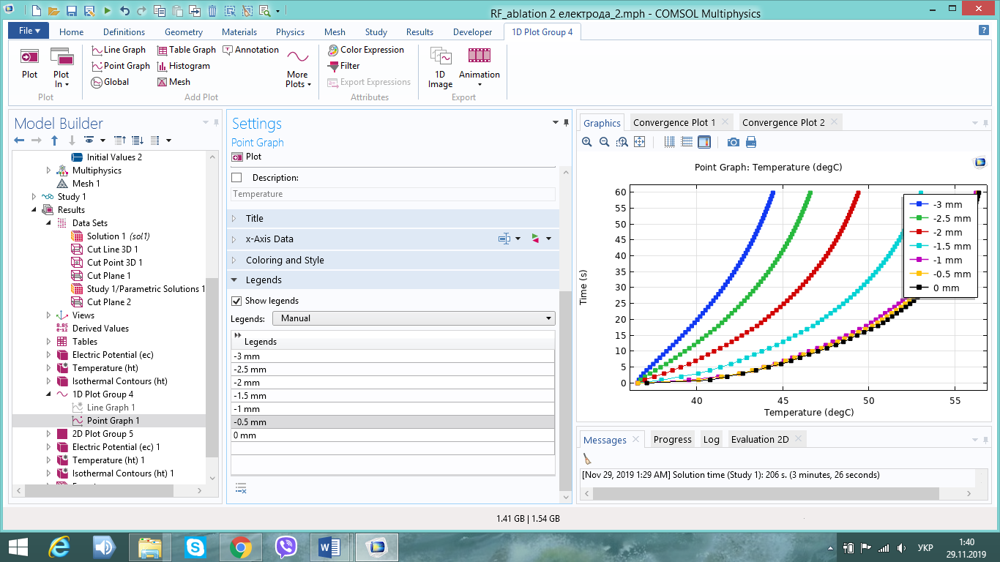 RF_ablation 2 електрода_2.mph - COMSOL Multiphysics
File Home Definitions Geometry Materials Physics Mesh Study Results Developer 1D Plot Group 4
Plot
Plot In
Plot
Line Graph
Point Graph
Global
Table Graph
Histogram
Mesh
Annotation
More Plots
Add Plot
Color Expression
Filter
Export Expressions
Attributes
1D Image
Animation
Export
Model Builder
Initial Values 2
Multiphysics
Mesh 1
Study 1
Results
Data Sets
Solution 1 (sol1)
Cut Line 3D 1
Cut Point 3D 1
Cut Plane 1
Study 1/Parametric Solutions 1
Cut Plane 2
Views
8.85
e-12
Derived Values
Tables
Electric Potential (ec)
Temperature (ht)
Isothermal Contours (ht)
1D Plot Group 4
Line Graph 1
Point Graph 1
2D Plot Group 5
Electric Potential (ec) 1
Temperature (ht) 1
Isothermal Contours (ht) 1
Settings
Point Graph
Plot
Description:
Temperature
Title
x-Axis Data
Coloring and Style
Legends
Show legends
Legends: Manual
Legends
-3 mm
-2.5 mm
-2 mm
-1.5 mm
-1 mm
-0.5 mm
0 mm
Graphics Convergence Plot 1 Convergence Plot 2
Point Graph: Temperature (degC)
60
55
50
45
40
35
30
25
20
15
10
5
0
Time (s)
40 45 50 55
Temperature (degC)
-3 mm
-2.5 mm
-2 mm
-1.5 mm
-1 mm
-0.5 mm
0 mm
Messages Progress Log Evaluation 2D
[Nov 29, 2019 1:29 AM] Solution time (Study 1): 206 s. (3 minutes, 26 seconds)
1.41 GB | 1.54 GB
УКР
1:40
29.11.2019